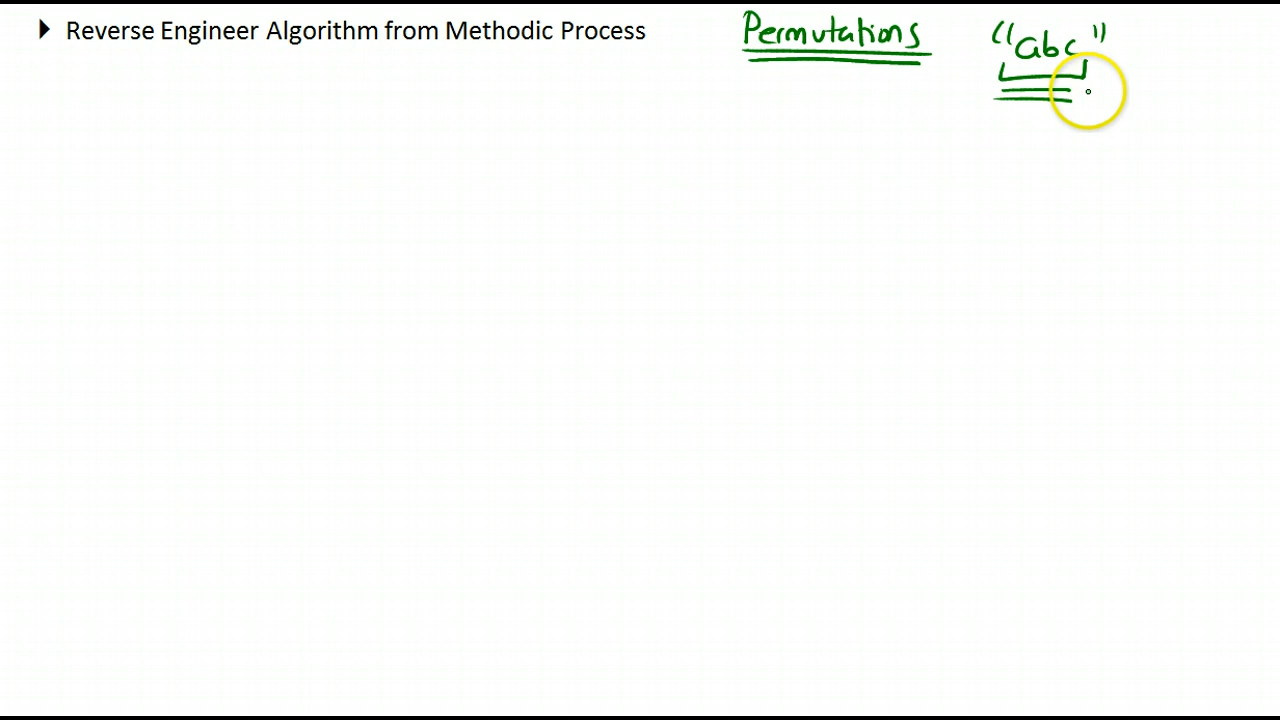 Reverse Engineer Algorithm from Methodic Process
Permutations "abc"